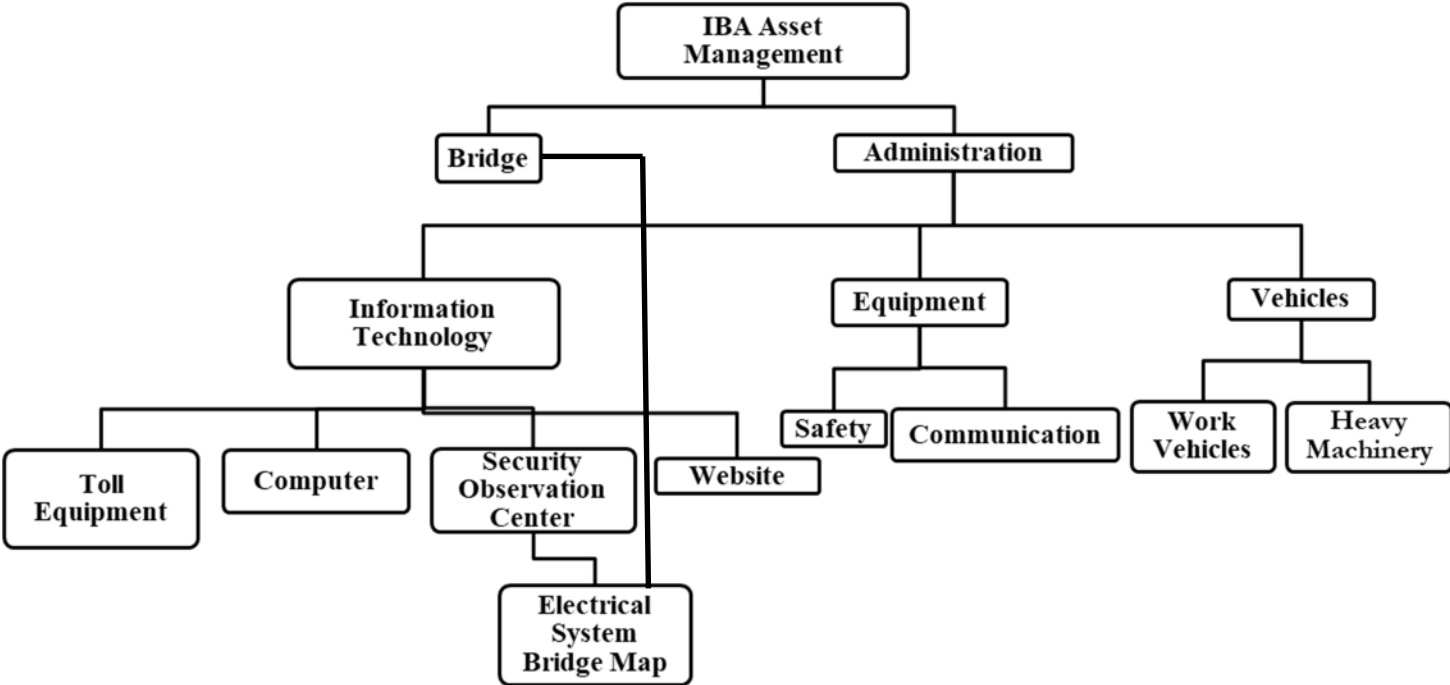 IBA Asset
Management
Bridge
Administration
Information
Technology
Equipment
Vehicles
Toll
Equipment
Computer
Security
Observation
Center
Website
Safety
Communication
Work
Vehicles
Heavy
Machinery
Electrical
System
Bridge Map